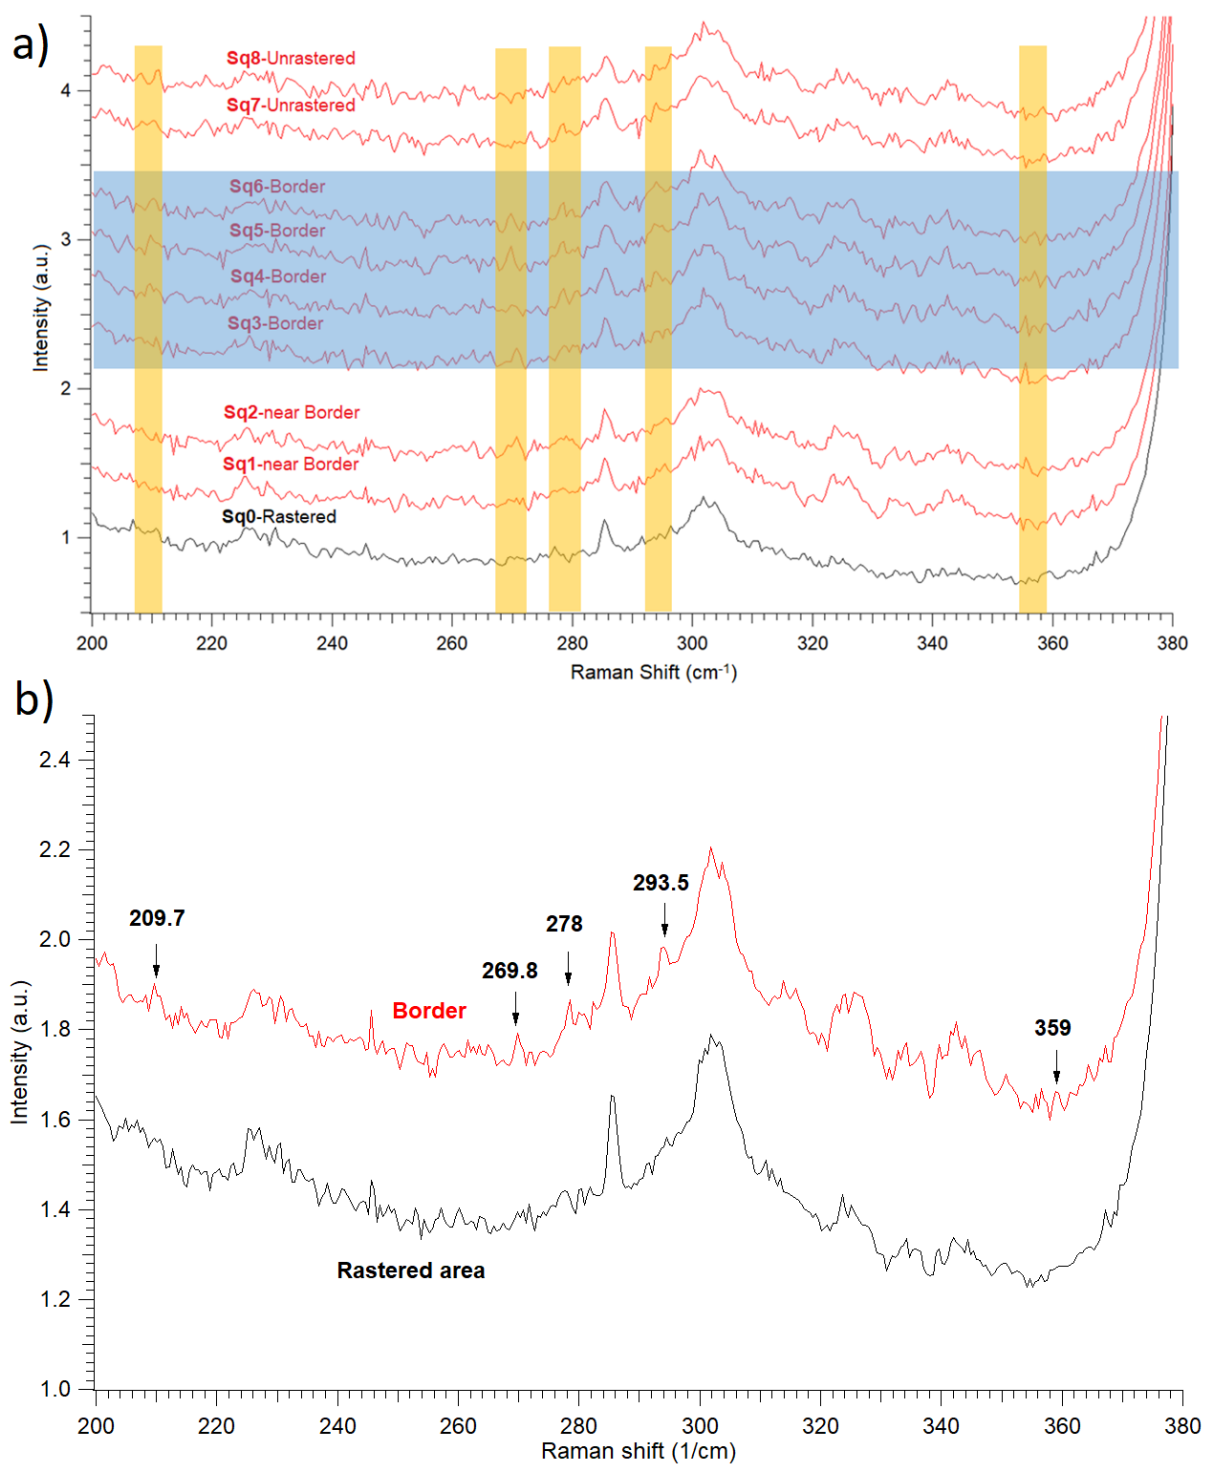 a)
Sq8-Unrastered
Sq7-Unrastered
Sq6-Border
Sq5-Border
Sq4-Border
Sq3-Border
Sq2-near Border
Sq1-near Border
Sq0-Rastered
4
3
2
1
Intensity (a.u.)
200 220 240 260 280 300 320 340 360 380
Raman Shift (cm⁻¹)
b)
2.4
2.2
2.0
1.8
1.6
1.4
1.2
1.0
Intensity (a.u.)
209.7
269.8
278
293.5
359
Border
Rastered area
200 220 240 260 280 300 320 340 360 380
Raman shift (1/cm)